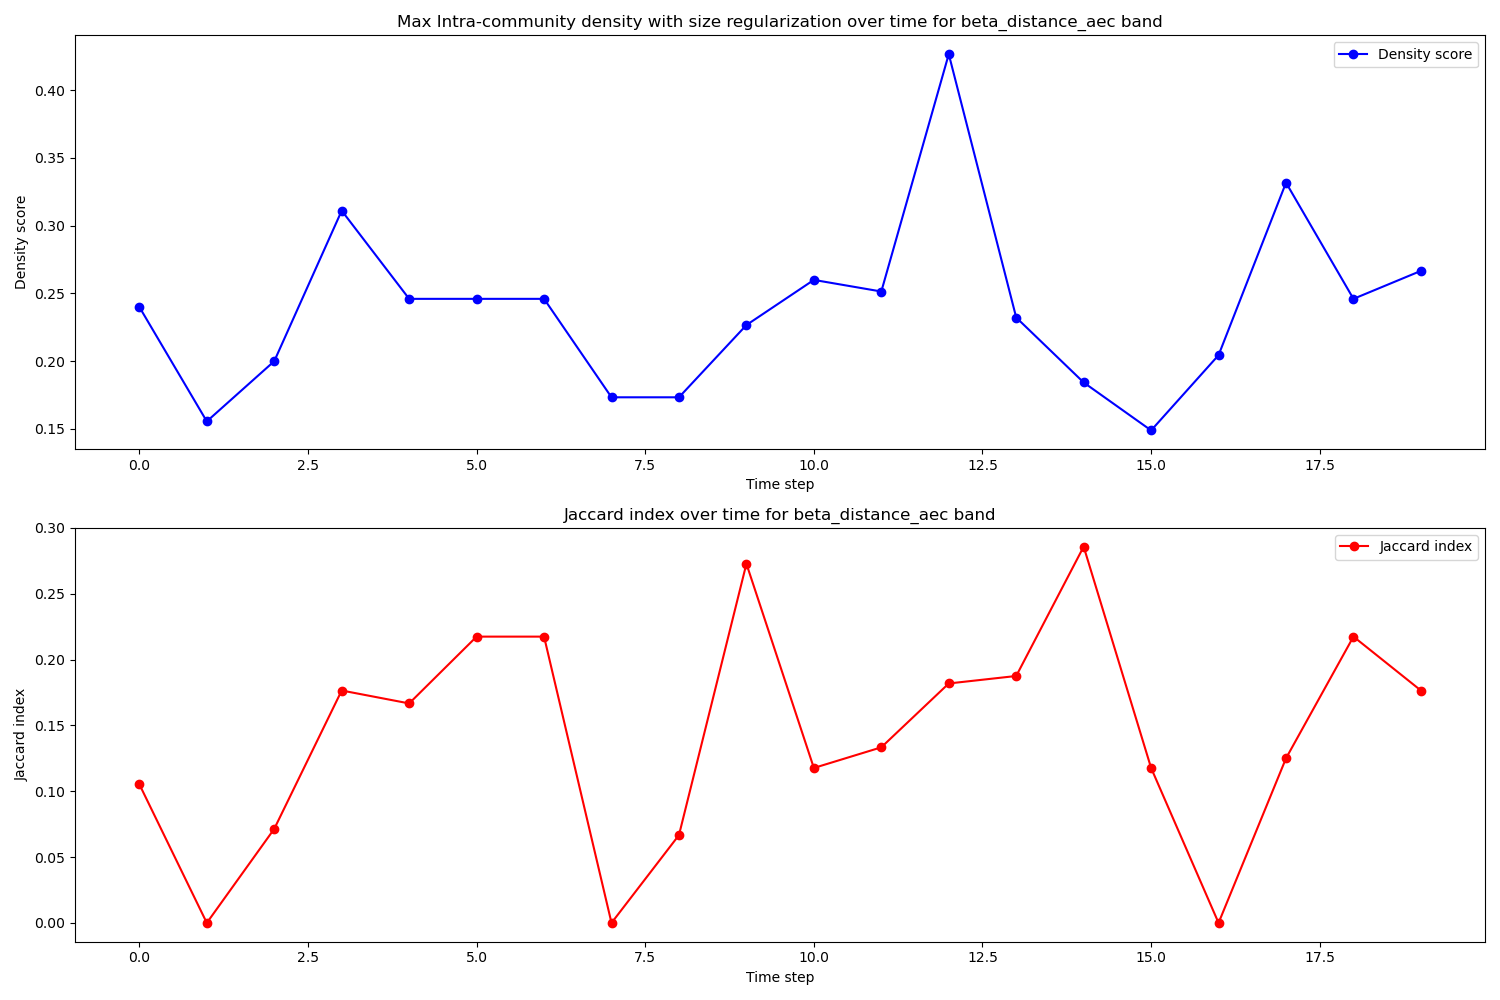 Max Intra-community density with size regularization over time for beta_distance_aec band
Density score
Density score
0.40
0.35
0.30
0.25
0.20
0.15
0.0 2.5 5.0 7.5 10.0 12.5 15.0 17.5
Time step
Jaccard index over time for beta_distance_aec band
Jaccard index
Jaccard index
0.30
0.25
0.20
0.15
0.10
0.05
0.00
0.0 2.5 5.0 7.5 10.0 12.5 15.0 17.5
Time step